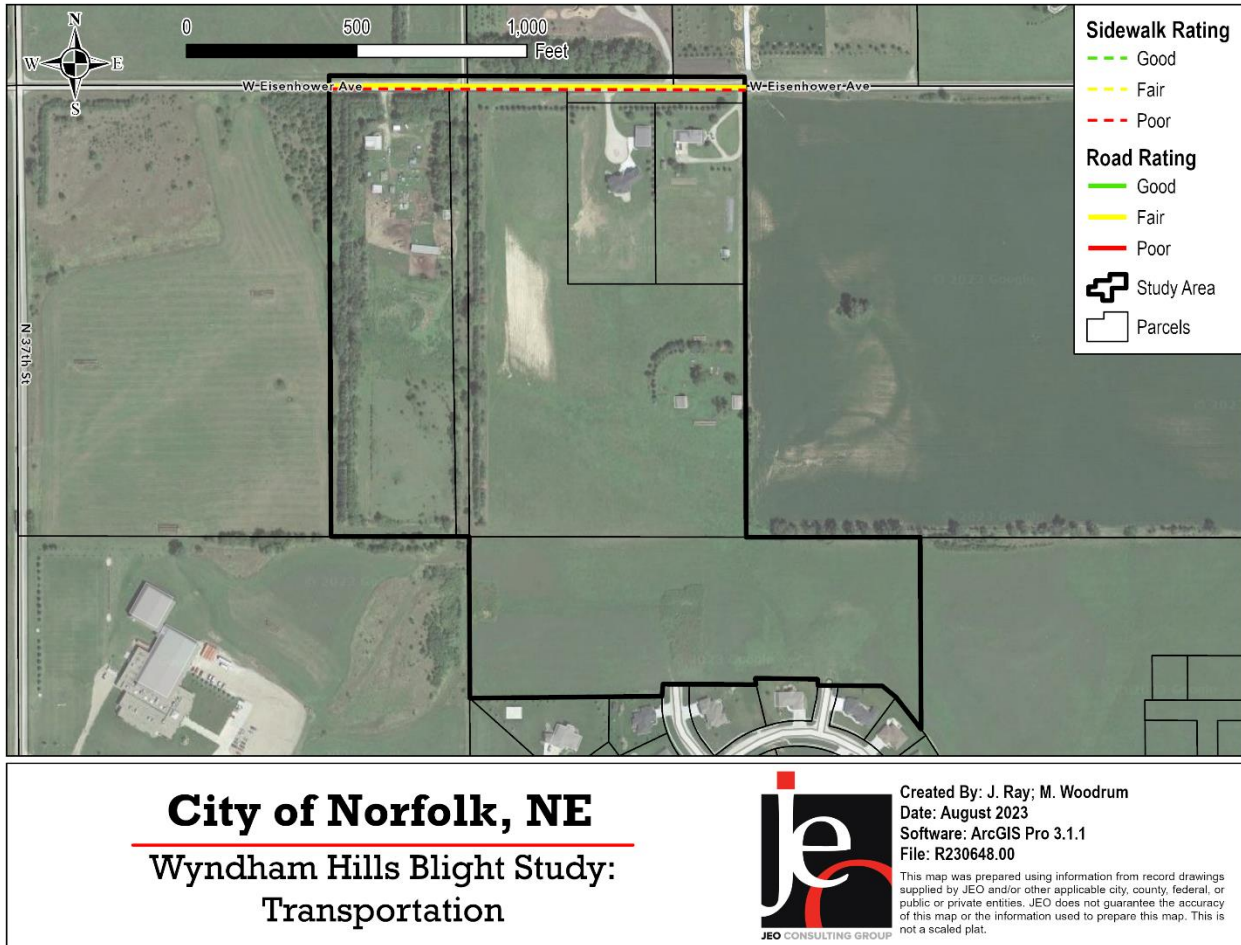 N
W E
S
0 500 1,000
Feet
W Eisenhower Ave
W Eisenhower Ave
N 37th St
Sidewalk Rating
Good
Fair
Poor
Road Rating
Good
Fair
Poor
Study Area
Parcels
City of Norfolk, NE
Wyndham Hills Blight Study:
Transportation
jeo
JEO CONSULTING GROUP
Created By: J. Ray; M. Woodrum
Date: August 2023
Software: ArcGIS Pro 3.1.1
File: R230648.00
This map was prepared using information from record drawings
supplied by JEO and/or other applicable city, county, federal, or
public or private entities. JEO does not guarantee the accuracy
of this map or the information used to prepare this map. This is
not a scaled plat.